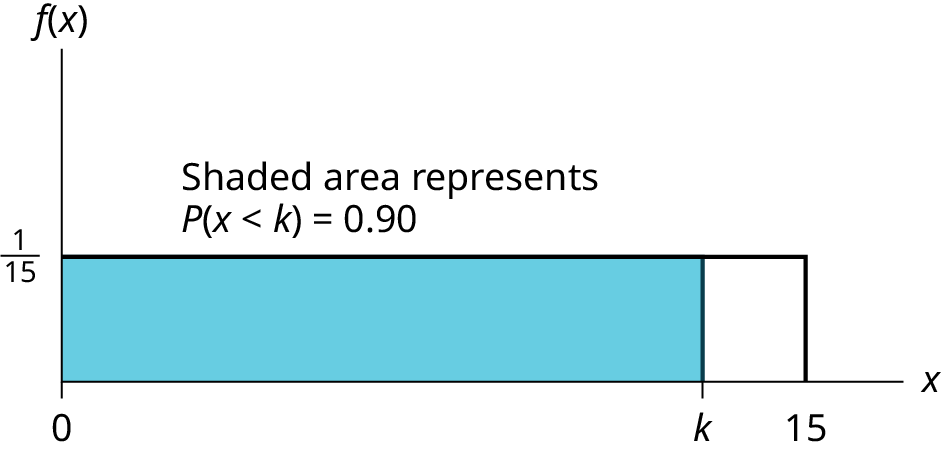 f(x)
Shaded area represents
P(x < k) = 0.90
1
15
0
k
15
x